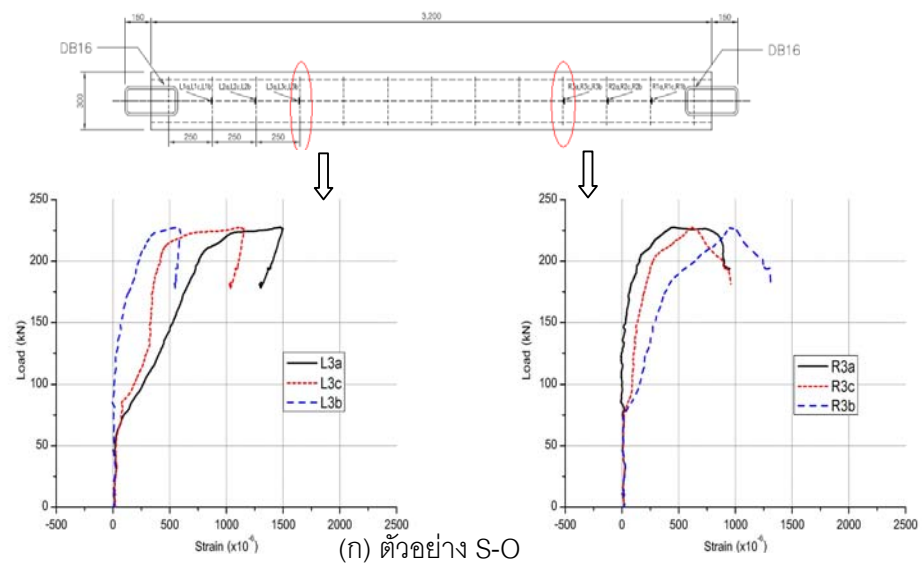 160
3,200
160
DB16
DB16
300
L1a,L1c,L1b
L2a,L2c,L2b
L3a,L3c,L3b
R3a,R3c,R3b
R2a,R2c,R2b
R1a,R1c,R1b
250
250
250
250
200
150
100
50
0
Load (kN)
L3a
L3c
L3b
-500
0
500
1000
1500
2000
2500
Strain (x10⁻⁶)
250
200
150
100
50
0
Load (kN)
R3a
R3c
R3b
-500
0
500
1000
1500
2000
2500
Strain (x10⁻⁶)
(ก) ตัวอย่าง S-O